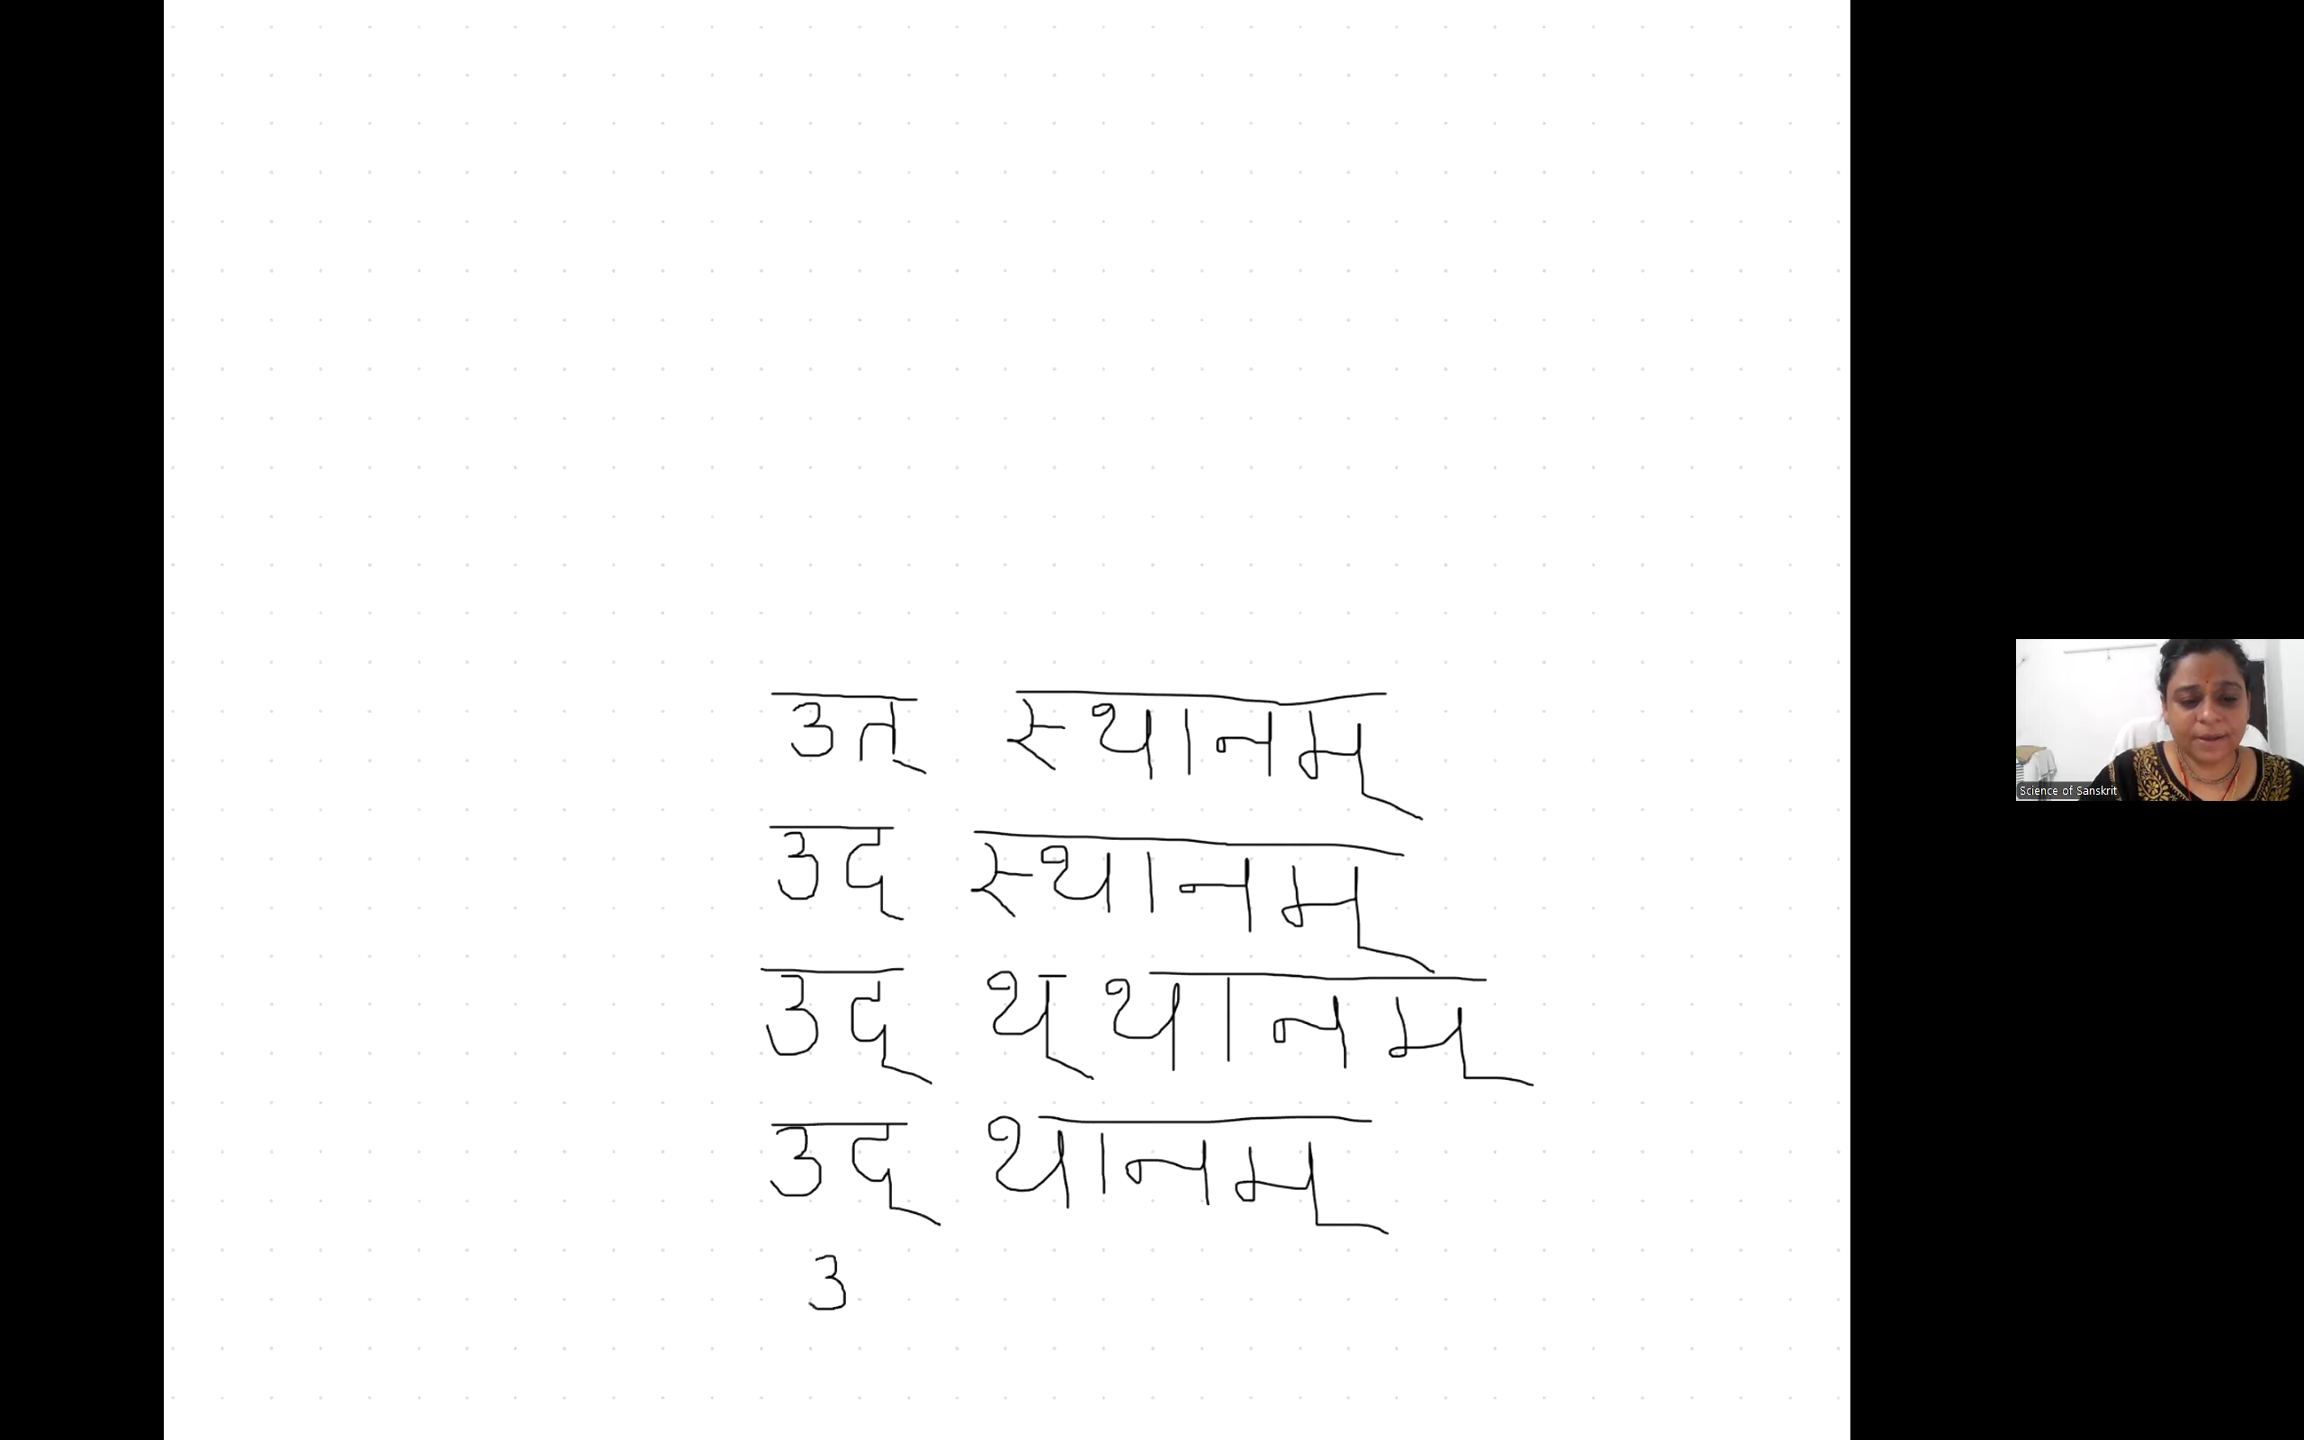 उत् स्थानम्
उद् स्थानम्
उद् थ् थानम्
उद् थानम्
उ
Science of Sanskrit